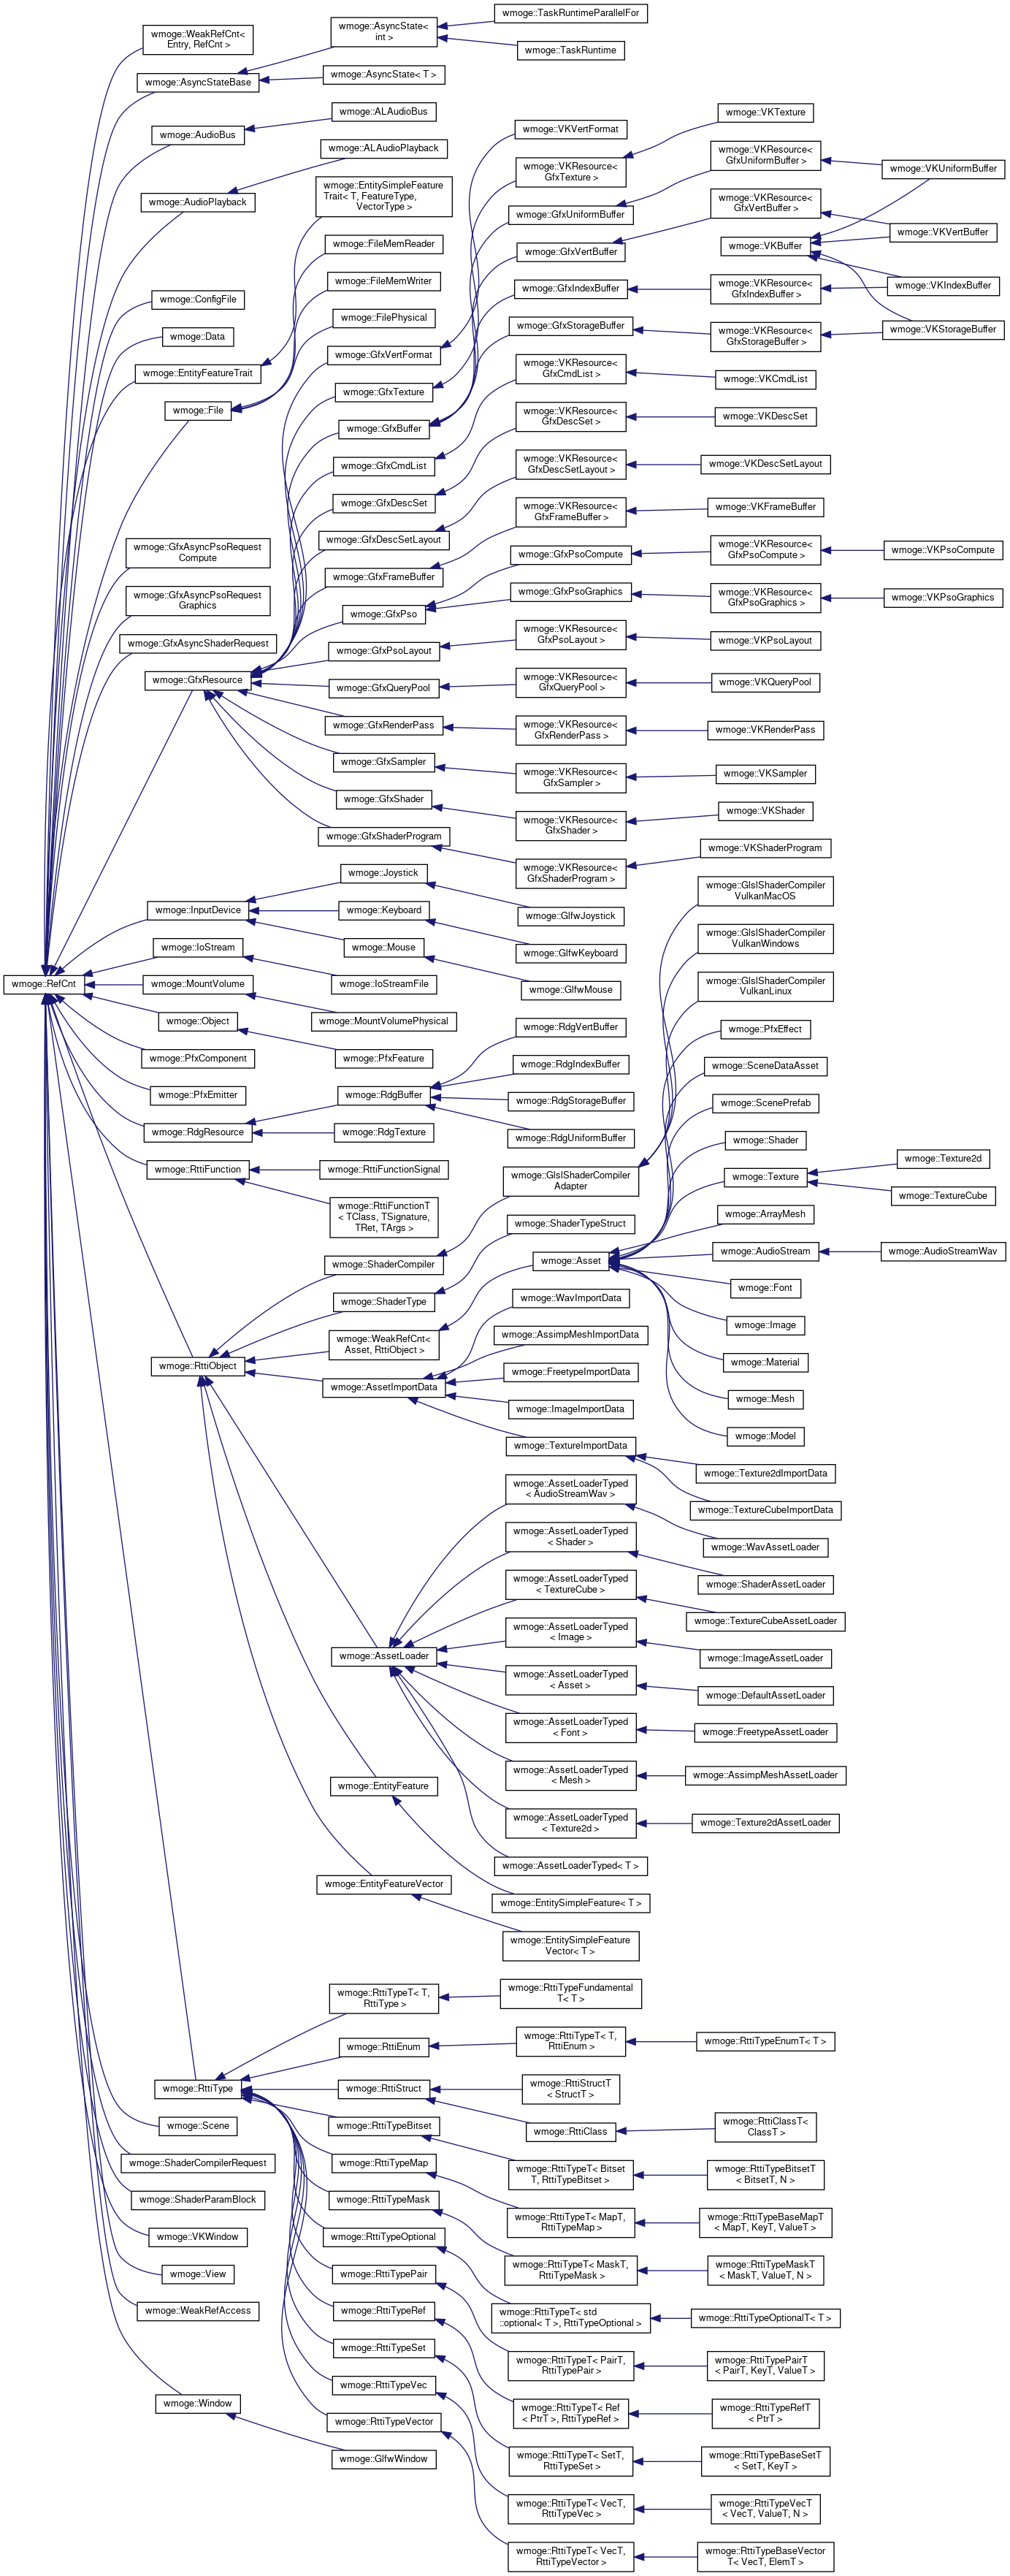 wmoge::RefCnt
wmoge::WeakRefCnt<
Entry, RefCnt >
wmoge::AsyncStateBase
wmoge::AsyncState<
int >
wmoge::TaskRuntimeParallelFor
wmoge::TaskRuntime
wmoge::AsyncState< T >
wmoge::AudioBus
wmoge::ALAudioBus
wmoge::AudioPlayback
wmoge::ALAudioPlayback
wmoge::ConfigFile
wmoge::Data
wmoge::EntityFeatureTrait
wmoge::EntitySimpleFeature
Trait< T, FeatureType,
VectorType >
wmoge::File
wmoge::FileMemReader
wmoge::FileMemWriter
wmoge::FilePhysical
wmoge::GfxAsyncPsoRequest
Compute
wmoge::GfxAsyncPsoRequest
Graphics
wmoge::GfxAsyncShaderRequest
wmoge::GfxResource
wmoge::GfxVertFormat
wmoge::VKVertFormat
wmoge::GfxTexture
wmoge::VKResource<
GfxTexture >
wmoge::VKTexture
wmoge::GfxBuffer
wmoge::GfxUniformBuffer
wmoge::VKResource<
GfxUniformBuffer >
wmoge::VKUniformBuffer
wmoge::GfxVertBuffer
wmoge::VKResource<
GfxVertBuffer >
wmoge::VKVertBuffer
wmoge::VKBuffer
wmoge::GfxIndexBuffer
wmoge::VKResource<
GfxIndexBuffer >
wmoge::VKIndexBuffer
wmoge::GfxStorageBuffer
wmoge::VKResource<
GfxStorageBuffer >
wmoge::VKStorageBuffer
wmoge::GfxCmdList
wmoge::VKResource<
GfxCmdList >
wmoge::VKCmdList
wmoge::GfxDescSet
wmoge::VKResource<
GfxDescSet >
wmoge::VKDescSet
wmoge::GfxDescSetLayout
wmoge::VKResource<
GfxDescSetLayout >
wmoge::VKDescSetLayout
wmoge::GfxFrameBuffer
wmoge::VKResource<
GfxFrameBuffer >
wmoge::VKFrameBuffer
wmoge::GfxPso
wmoge::GfxPsoCompute
wmoge::VKResource<
GfxPsoCompute >
wmoge::VKPsoCompute
wmoge::GfxPsoGraphics
wmoge::VKResource<
GfxPsoGraphics >
wmoge::VKPsoGraphics
wmoge::GfxPsoLayout
wmoge::VKResource<
GfxPsoLayout >
wmoge::VKPsoLayout
wmoge::GfxQueryPool
wmoge::VKResource<
GfxQueryPool >
wmoge::VKQueryPool
wmoge::GfxRenderPass
wmoge::VKResource<
GfxRenderPass >
wmoge::VKRenderPass
wmoge::GfxSampler
wmoge::VKResource<
GfxSampler >
wmoge::VKSampler
wmoge::GfxShader
wmoge::VKResource<
GfxShader >
wmoge::VKShader
wmoge::GfxShaderProgram
wmoge::VKResource<
GfxShaderProgram >
wmoge::VKShaderProgram
wmoge::InputDevice
wmoge::Joystick
wmoge::GlfwJoystick
wmoge::Keyboard
wmoge::GlfwKeyboard
wmoge::Mouse
wmoge::GlfwMouse
wmoge::IoStream
wmoge::IoStreamFile
wmoge::MountVolume
wmoge::MountVolumePhysical
wmoge::Object
wmoge::PfxFeature
wmoge::PfxComponent
wmoge::PfxEmitter
wmoge::RdgResource
wmoge::RdgBuffer
wmoge::RdgVertBuffer
wmoge::RdgIndexBuffer
wmoge::RdgStorageBuffer
wmoge::RdgUniformBuffer
wmoge::RdgTexture
wmoge::RttiFunction
wmoge::RttiFunctionSignal
wmoge::RttiFunctionT
< TClass, TSignature,
TRet, TArgs >
wmoge::RttiObject
wmoge::ShaderCompiler
wmoge::GlslShaderCompiler
Adapter
wmoge::GlslShaderCompiler
VulkanMacOS
wmoge::GlslShaderCompiler
VulkanWindows
wmoge::GlslShaderCompiler
VulkanLinux
wmoge::ShaderType
wmoge::ShaderTypeStruct
wmoge::WeakRefCnt<
Asset, RttiObject >
wmoge::Asset
wmoge::PfxEffect
wmoge::SceneDataAsset
wmoge::ScenePrefab
wmoge::Shader
wmoge::Texture
wmoge::Texture2d
wmoge::TextureCube
wmoge::ArrayMesh
wmoge::AudioStream
wmoge::AudioStreamWav
wmoge::Font
wmoge::Image
wmoge::Material
wmoge::Mesh
wmoge::Model
wmoge::AssetImportData
wmoge::WavImportData
wmoge::AssimpMeshImportData
wmoge::FreetypeImportData
wmoge::ImageImportData
wmoge::TextureImportData
wmoge::Texture2dImportData
wmoge::TextureCubeImportData
wmoge::AssetLoader
wmoge::AssetLoaderTyped
< AudioStreamWav >
wmoge::WavAssetLoader
wmoge::AssetLoaderTyped
< Shader >
wmoge::ShaderAssetLoader
wmoge::AssetLoaderTyped
< TextureCube >
wmoge::TextureCubeAssetLoader
wmoge::AssetLoaderTyped
< Image >
wmoge::ImageAssetLoader
wmoge::AssetLoaderTyped
< Asset >
wmoge::DefaultAssetLoader
wmoge::AssetLoaderTyped
< Font >
wmoge::FreetypeAssetLoader
wmoge::AssetLoaderTyped
< Mesh >
wmoge::AssimpMeshAssetLoader
wmoge::AssetLoaderTyped
< Texture2d >
wmoge::Texture2dAssetLoader
wmoge::AssetLoaderTyped< T >
wmoge::EntityFeature
wmoge::EntitySimpleFeature< T >
wmoge::EntityFeatureVector
wmoge::EntitySimpleFeature
Vector< T >
wmoge::RttiType
wmoge::RttiTypeT< T,
RttiType >
wmoge::RttiTypeFundamental
T< T >
wmoge::RttiEnum
wmoge::RttiTypeT< T,
RttiEnum >
wmoge::RttiTypeEnumT< T >
wmoge::RttiStruct
wmoge::RttiStructT
< StructT >
wmoge::RttiClass
wmoge::RttiClassT<
ClassT >
wmoge::RttiTypeBitset
wmoge::RttiTypeT< Bitset
T, RttiTypeBitset >
wmoge::RttiTypeBitsetT
< BitsetT, N >
wmoge::RttiTypeMap
wmoge::RttiTypeT< MapT,
RttiTypeMap >
wmoge::RttiTypeBaseMapT
< MapT, KeyT, ValueT >
wmoge::RttiTypeMask
wmoge::RttiTypeT< MaskT,
RttiTypeMask >
wmoge::RttiTypeMaskT
< MaskT, ValueT, N >
wmoge::RttiTypeOptional
wmoge::RttiTypeT< std
::optional< T >, RttiTypeOptional >
wmoge::RttiTypeOptionalT< T >
wmoge::RttiTypePair
wmoge::RttiTypeT< PairT,
RttiTypePair >
wmoge::RttiTypePairT
< PairT, KeyT, ValueT >
wmoge::RttiTypeRef
wmoge::RttiTypeT< Ref
< PtrT >, RttiTypeRef >
wmoge::RttiTypeRefT
< PtrT >
wmoge::RttiTypeSet
wmoge::RttiTypeT< SetT,
RttiTypeSet >
wmoge::RttiTypeBaseSetT
< SetT, KeyT >
wmoge::RttiTypeVec
wmoge::RttiTypeT< VecT,
RttiTypeVec >
wmoge::RttiTypeVecT
< VecT, ValueT, N >
wmoge::RttiTypeVector
wmoge::RttiTypeT< VecT,
RttiTypeVector >
wmoge::RttiTypeBaseVector
T< VecT, ElemT >
wmoge::Scene
wmoge::ShaderCompilerRequest
wmoge::ShaderParamBlock
wmoge::VKWindow
wmoge::View
wmoge::WeakRefAccess
wmoge::Window
wmoge::GlfwWindow